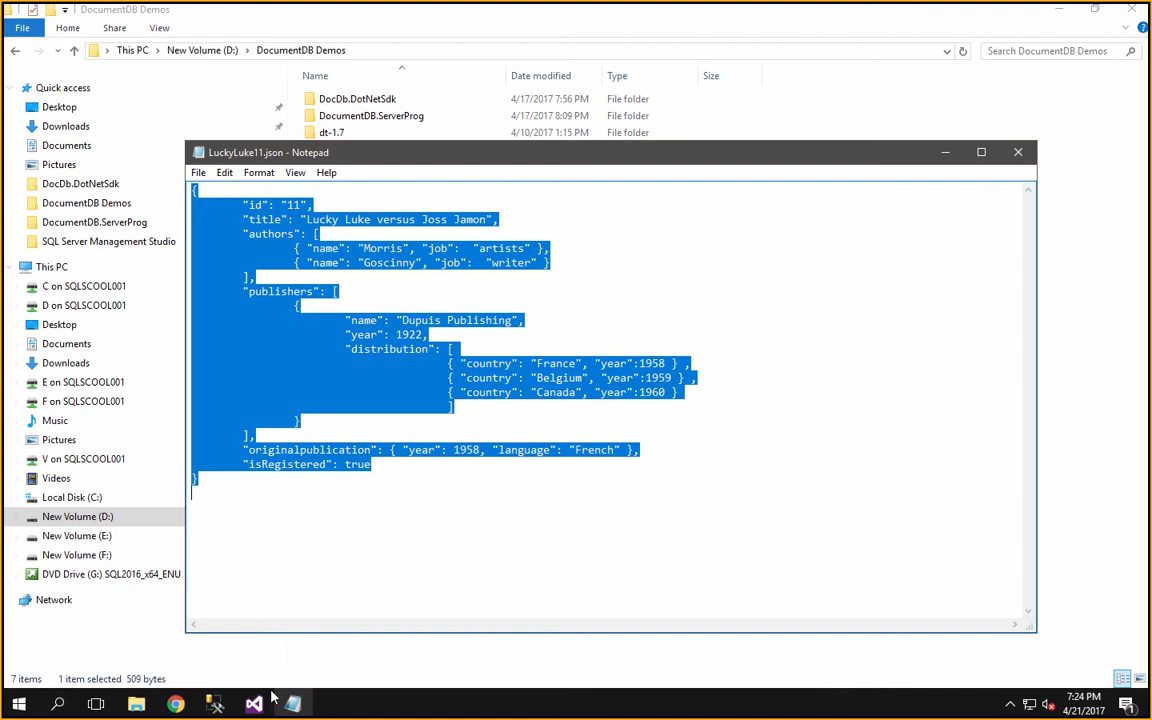 DocumentDB Demos
File Home Share View
This PC New Volume (D:) DocumentDB Demos
Search DocumentDB Demos
Name Date modified Type Size
DocDb.DotNetSdk 4/17/2017 7:56 PM File folder
DocumentDB.ServerProg 4/17/2017 8:09 PM File folder
dt-1.7 4/10/2017 1:15 PM File folder
Quick access
Desktop
Downloads
Documents
Pictures
DocDb.DotNetSdk
DocumentDB Demos
DocumentDB.ServerProg
SQL Server Management Studio
This PC
C on SQLSCOOL001
D on SQLSCOOL001
Desktop
Documents
Downloads
E on SQLSCOOL001
F on SQLSCOOL001
Music
Pictures
V on SQLSCOOL001
Videos
Local Disk (C:)
New Volume (D:)
New Volume (E:)
New Volume (F:)
DVD Drive (G:) SQL2016_x64_ENU
Network
LuckyLuke11.json - Notepad
File Edit Format View Help
{
"id": "11",
"title": "Lucky Luke versus Joss Jamon",
"authors": [
{ "name": "Morris", "job": "artists" },
{ "name": "Goscinny", "job": "writer" }
],
"publishers": [
{
"name": "Dupuis Publishing",
"year": 1922,
"distribution": [
{ "country": "France", "year":1958 } ,
{ "country": "Belgium", "year":1959 } ,
{ "country": "Canada", "year":1960 }
]
}
],
"originalpublication": { "year": 1958, "language": "French" },
"isRegistered": true
}
7 items 1 item selected 509 bytes
7:24 PM
4/21/2017
1